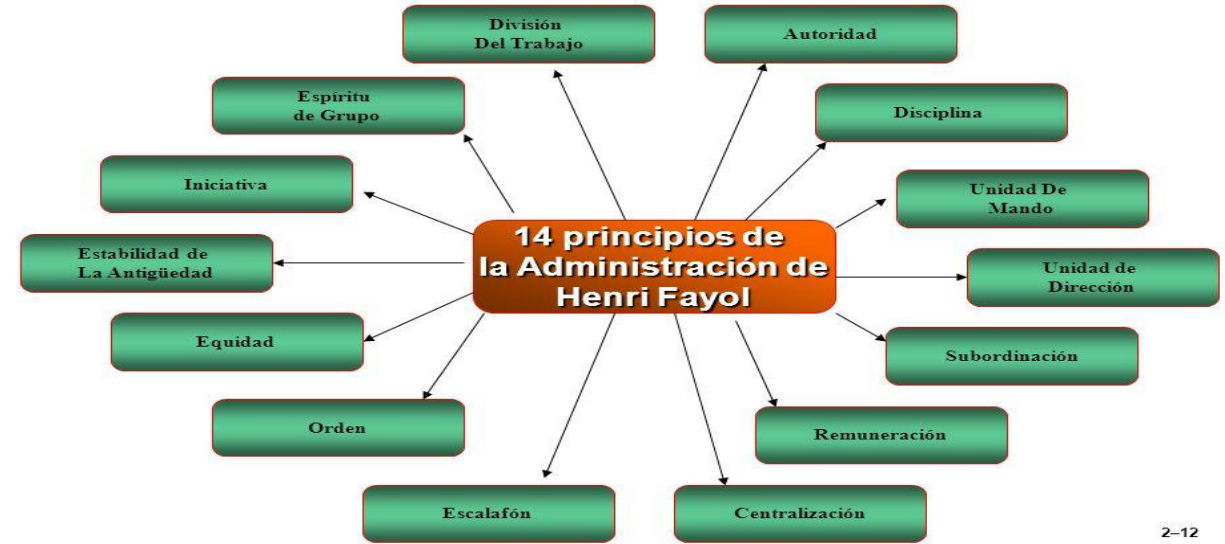 División
Del Trabajo
Autoridad
Espíritu
de Grupo
Disciplina
Iniciativa
Unidad De
Mando
14 principios de
la Administración de
Henri Fayol
Estabilidad de
La Antigüedad
Unidad de
Dirección
Equidad
Subordinación
Orden
Remuneración
Escalafón
Centralización
2–12